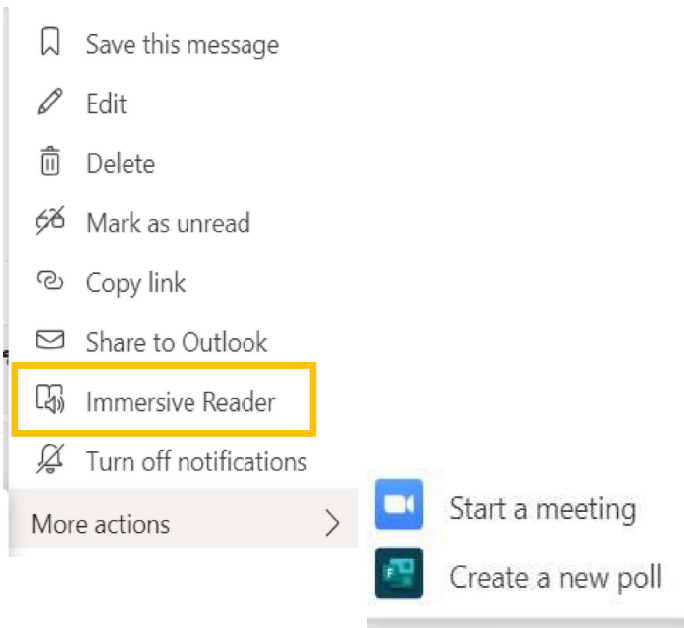 Save this message
Edit
Delete
Mark as unread
Copy link
Share to Outlook
Immersive Reader
Turn off notifications
More actions
Start a meeting
Create a new poll